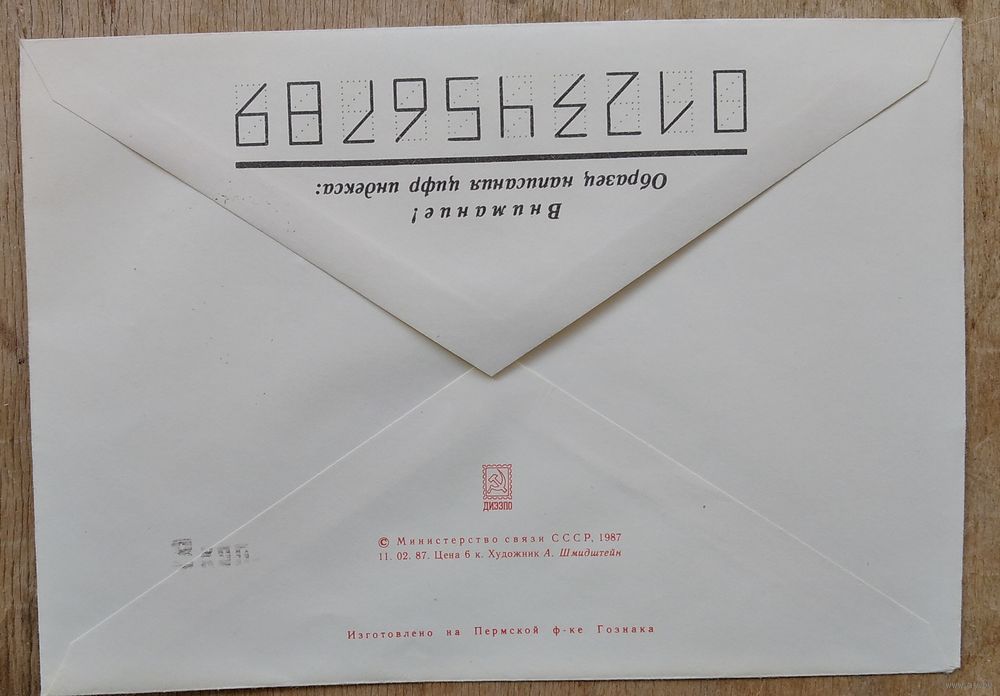 Внимание!
Образец написания цифр индекса:
0123456789
ДИЭЗПО
© Министерство связи СССР, 1987
11. 02. 87. Цена 6 к. Художник А. Шмидштейн
Изготовлено на Пермской ф-ке Гознака